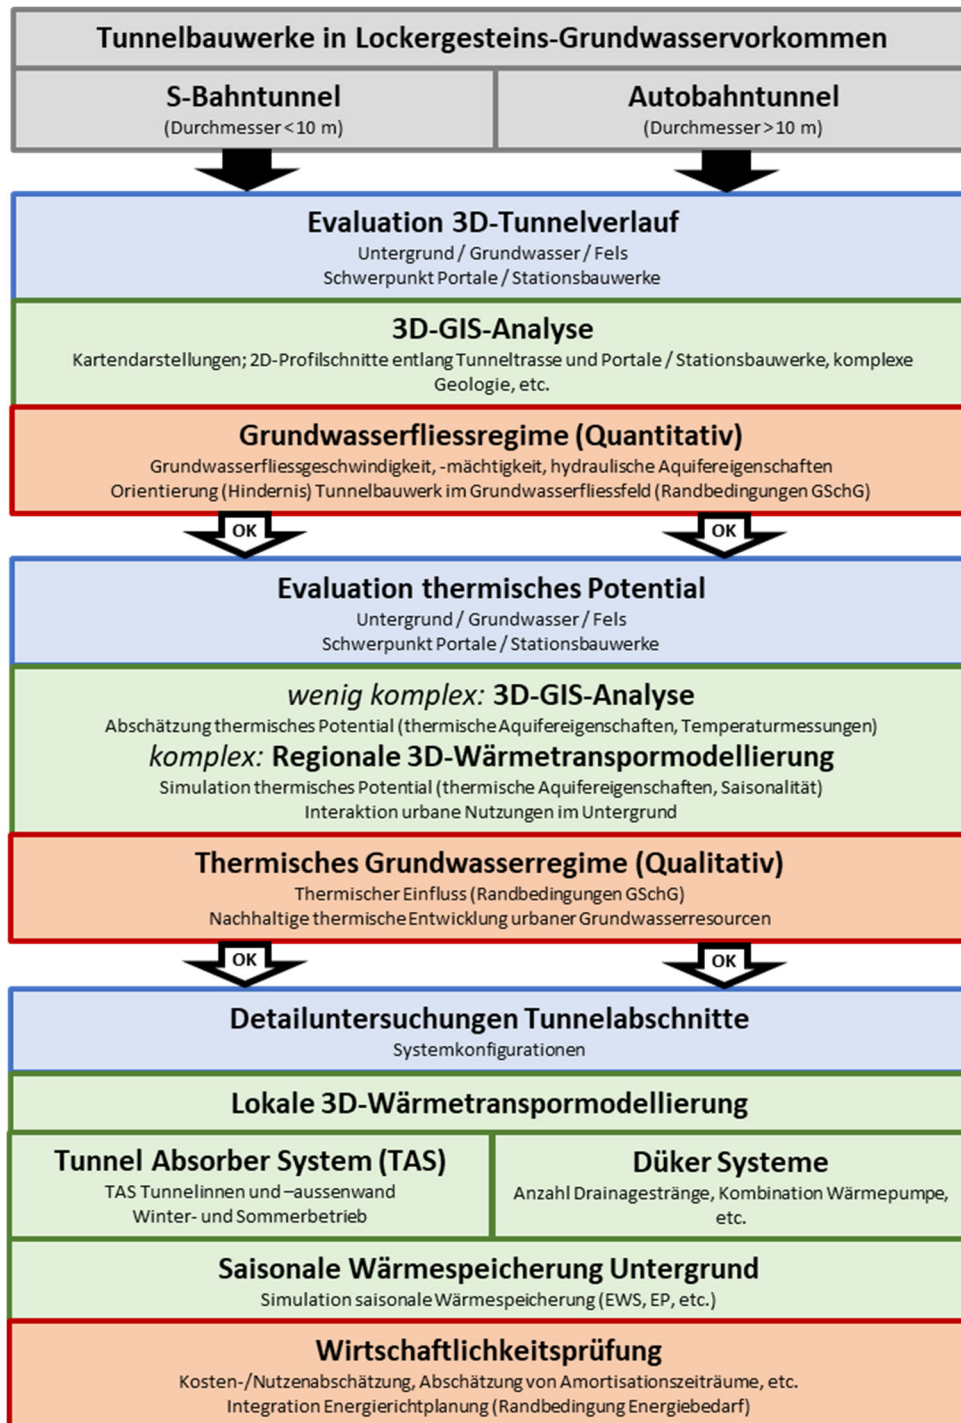 Tunnelbauwerke in Lockergesteins-Grundwasservorkommen
S-Bahntunnel
(Durchmesser < 10 m)
Autobahntunnel
(Durchmesser > 10 m)
Evaluation 3D-Tunnelverlauf
Untergrund / Grundwasser / Fels
Schwerpunkt Portale / Stationsbauwerke
3D-GIS-Analyse
Kartendarstellungen; 2D-Profilschnitte entlang Tunneltrasse und Portale / Stationsbauwerke, komplexe
Geologie, etc.
Grundwasserfliessregime (Quantitativ)
Grundwasserfliessgeschwindigkeit, -mächtigkeit, hydraulische Aquifereigenschaften
Orientierung (Hindernis) Tunnelbauwerk im Grundwasserfliessfeld (Randbedingungen GSchG)
OK
OK
Evaluation thermisches Potential
Untergrund / Grundwasser / Fels
Schwerpunkt Portale / Stationsbauwerke
wenig komplex: 3D-GIS-Analyse
Abschätzung thermisches Potential (thermische Aquifereigenschaften, Temperaturmessungen)
komplex: Regionale 3D-Wärmetranspormodellierung
Simulation thermisches Potential (thermische Aquifereigenschaften, Saisonalität)
Interaktion urbane Nutzungen im Untergrund
Thermisches Grundwasserregime (Qualitativ)
Thermischer Einfluss (Randbedingungen GSchG)
Nachhaltige thermische Entwicklung urbaner Grundwasserresourcen
OK
OK
Detailuntersuchungen Tunnelabschnitte
Systemkonfigurationen
Lokale 3D-Wärmetranspormodellierung
Tunnel Absorber System (TAS)
TAS Tunnelinnen und –aussenwand
Winter- und Sommerbetrieb
Düker Systeme
Anzahl Drainagestränge, Kombination Wärmepumpe,
etc.
Saisonale Wärmespeicherung Untergrund
Simulation saisonale Wärmespeicherung (EWS, EP, etc.)
Wirtschaftlichkeitsprüfung
Kosten-/Nutzenabschätzung, Abschätzung von Amortisationszeiträume, etc.
Integration Energierichtplanung (Randbedingung Energiebedarf)